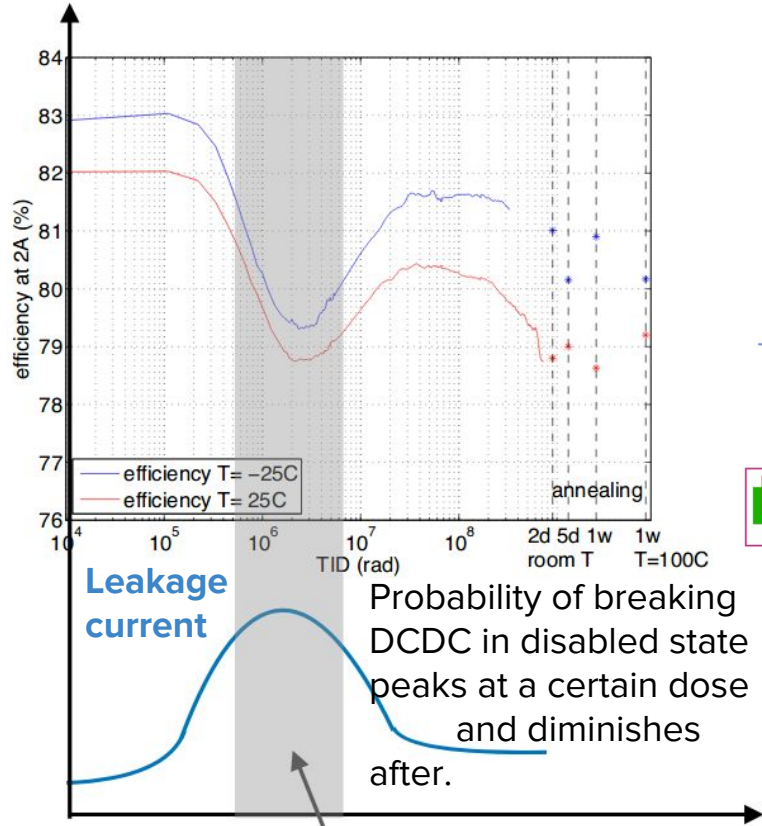 84
83
82
81
80
79
78
77
76
efficiency at 2A (%)
efficiency T= −25C
efficiency T= 25C
annealing
10^4 10^5 10^6 10^7 10^8 2d 5d 1w 1w
TID (rad) room T T=100C
Leakage
current
Probability of breaking
DCDC in disabled state
peaks at a certain dose
and diminishes
after.